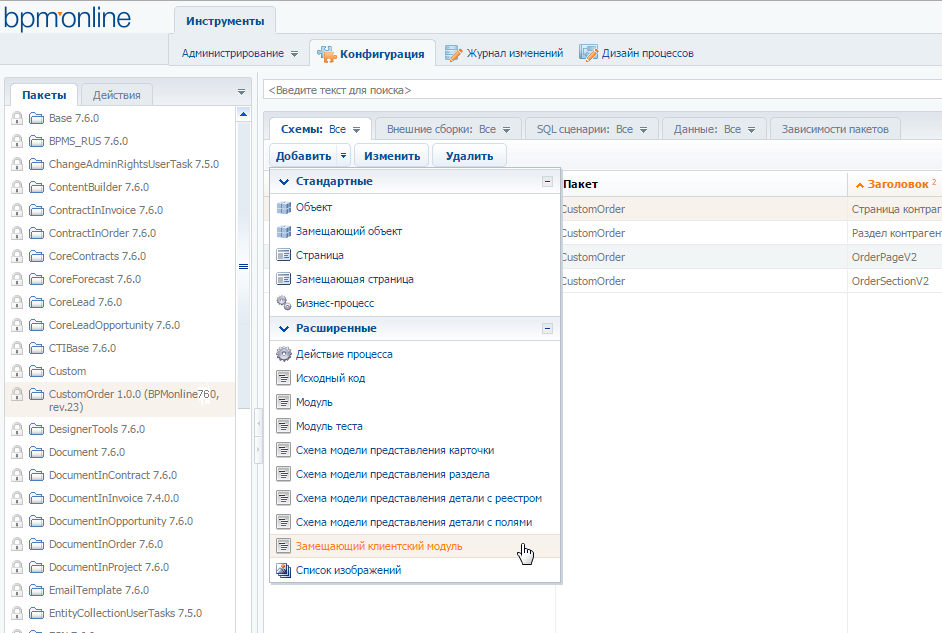 bpmonline
Инструменты
Администрирование
Конфигурация
Журнал изменений
Дизайн процессов
Пакеты
Действия
Base 7.6.0
BPMS_RUS 7.6.0
ChangeAdminRightsUserTask 7.5.0
ContentBuilder 7.6.0
ContractInInvoice 7.6.0
ContractInOrder 7.6.0
CoreContracts 7.6.0
CoreForecast 7.6.0
CoreLead 7.6.0
CoreLeadOpportunity 7.6.0
CTIBase 7.6.0
Custom
CustomOrder 1.0.0 (BPMonline760,
rev.23)
DesignerTools 7.6.0
Document 7.6.0
DocumentInContract 7.6.0
DocumentInInvoice 7.4.0.0
DocumentInOpportunity 7.6.0
DocumentInOrder 7.6.0
DocumentInProject 7.6.0
EmailTemplate 7.6.0
EntityCollectionUserTasks 7.5.0
<Введите текст для поиска>
Схемы: Все
Внешние сборки: Все
SQL сценарии: Все
Данные: Все
Зависимости пакетов
Добавить
Изменить
Удалить
Стандартные
Объект
Замещающий объект
Страница
Замещающая страница
Бизнес-процесс
Расширенные
Действие процесса
Исходный код
Модуль
Модуль теста
Схема модели представления карточки
Схема модели представления раздела
Схема модели представления детали с реестром
Схема модели представления детали с полями
Замещающий клиентский модуль
Список изображений
Пакет
Заголовок 2
CustomOrder
Страница контраг
CustomOrder
Раздел контрагент
CustomOrder
OrderPageV2
CustomOrder
OrderSectionV2